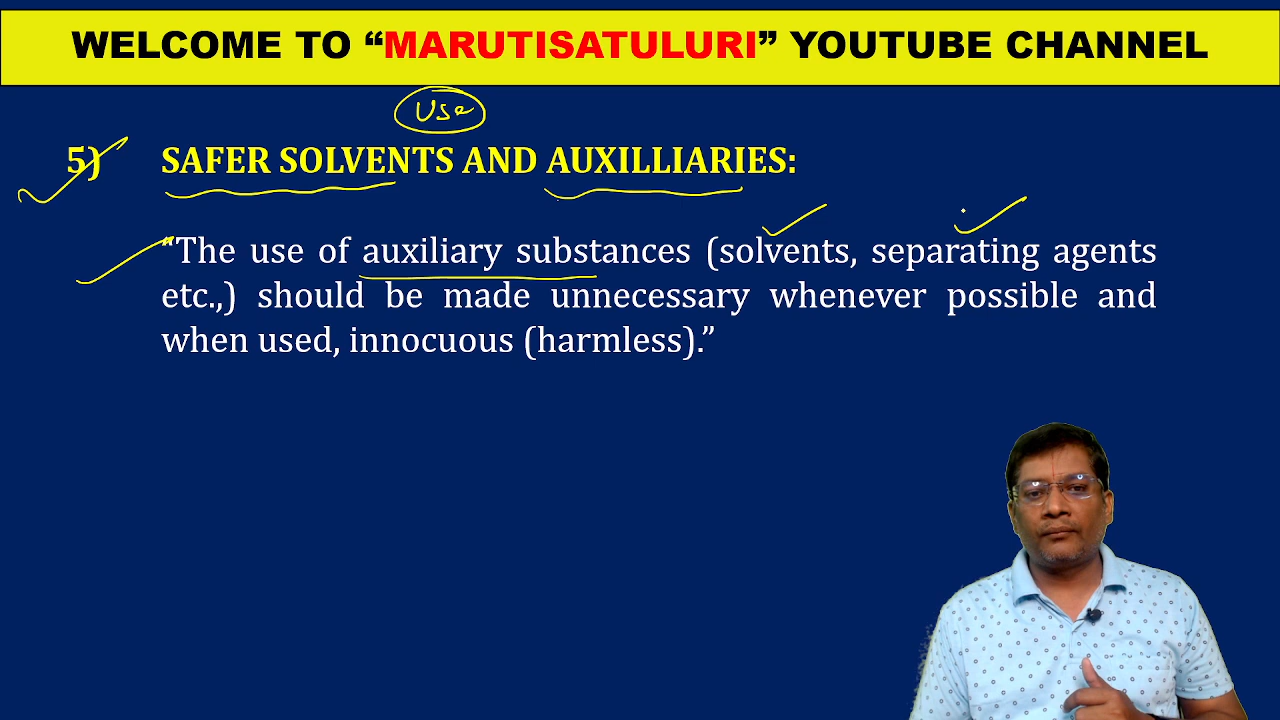 WELCOME TO “MARUTISATULURI” YOUTUBE CHANNEL
Use
5) SAFER SOLVENTS AND AUXILLIARIES:
“The use of auxiliary substances (solvents, separating agents
etc.,) should be made unnecessary whenever possible and
when used, innocuous (harmless).”